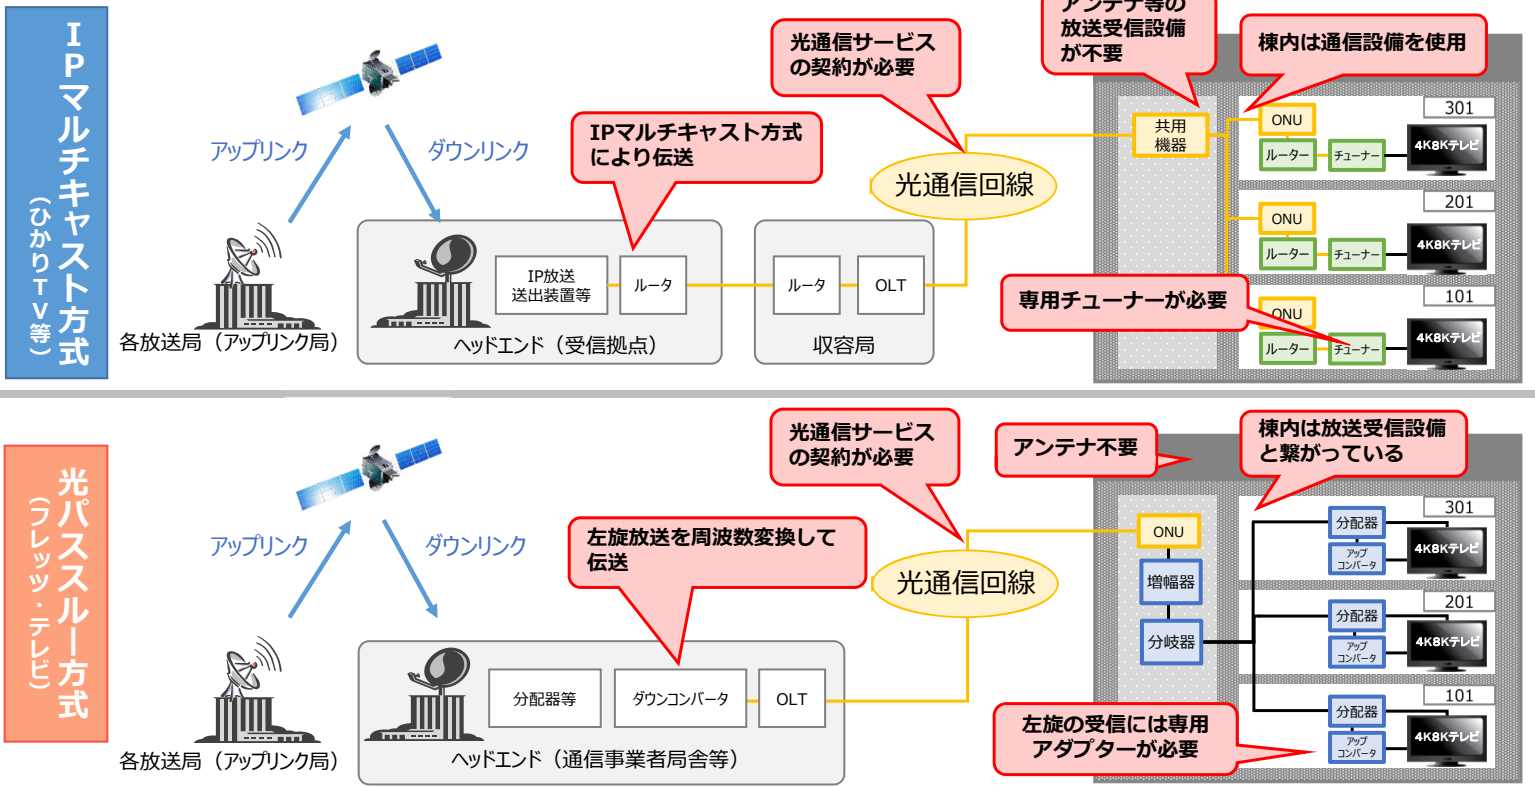 IPマルチキャスト方式
(ひかりTV等)
アップリンク
ダウンリンク
各放送局（アップリンク局）
IPマルチキャスト方式
により伝送
IP放送
送出装置等
ルータ
ヘッドエンド（受信拠点）
ルータ
OLT
収容局
光通信サービス
の契約が必要
光通信回線
アンテナ等の
放送受信設備
が不要
棟内は通信設備を使用
共用
機器
301
ONU
ルーター
チューナー
4K8Kテレビ
201
ONU
ルーター
チューナー
4K8Kテレビ
専用チューナーが必要
101
ONU
ルーター
チューナー
4K8Kテレビ
光パススルー方式
(フレッツ・テレビ)
アップリンク
ダウンリンク
各放送局（アップリンク局）
左旋放送を周波数変換して
伝送
分配器等
ダウンコンバータ
OLT
ヘッドエンド（通信事業者局舎等）
光通信サービス
の契約が必要
光通信回線
アンテナ不要
棟内は放送受信設備
と繋がっている
ONU
増幅器
分岐器
301
分配器
アップ
コンバータ
4K8Kテレビ
201
分配器
アップ
コンバータ
4K8Kテレビ
左旋の受信には専用
アダプターが必要
101
分配器
アップ
コンバータ
4K8Kテレビ